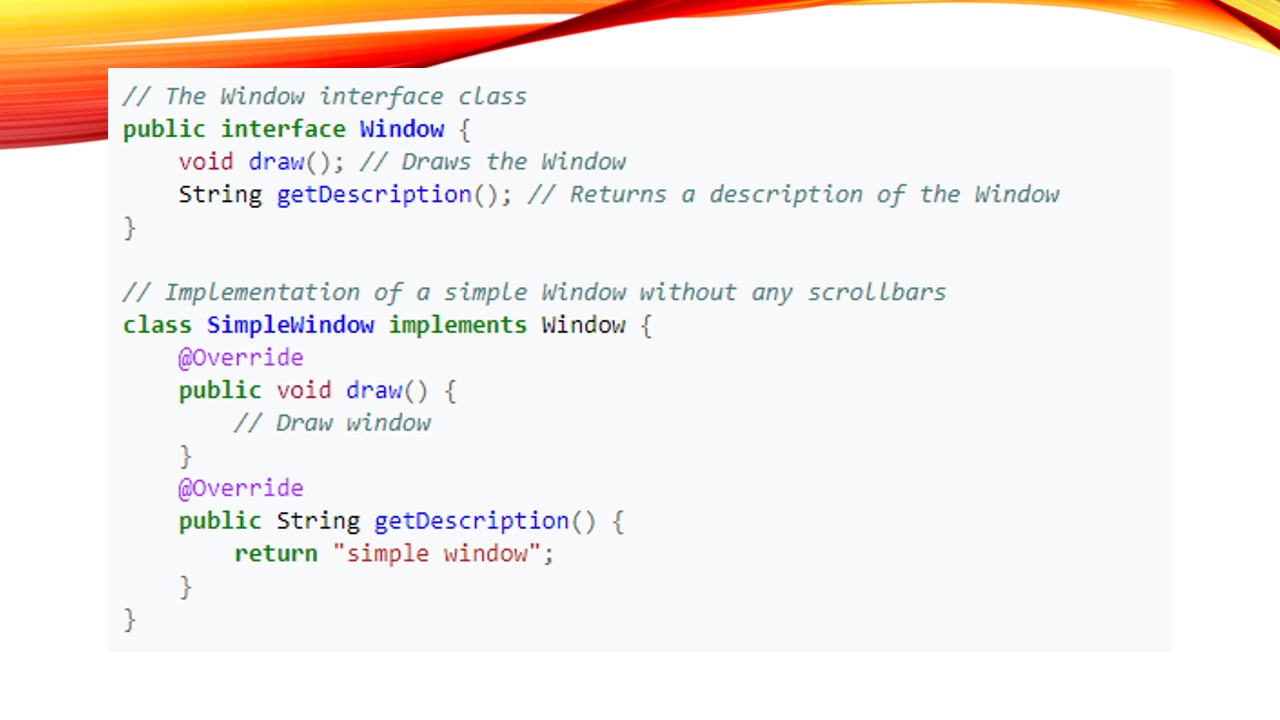 // The Window interface class
public interface Window {
    void draw(); // Draws the Window
    String getDescription(); // Returns a description of the Window
}

// Implementation of a simple Window without any scrollbars
class SimpleWindow implements Window {
    @Override
    public void draw() {
        // Draw window
    }
    @Override
    public String getDescription() {
        return "simple window";
    }
}